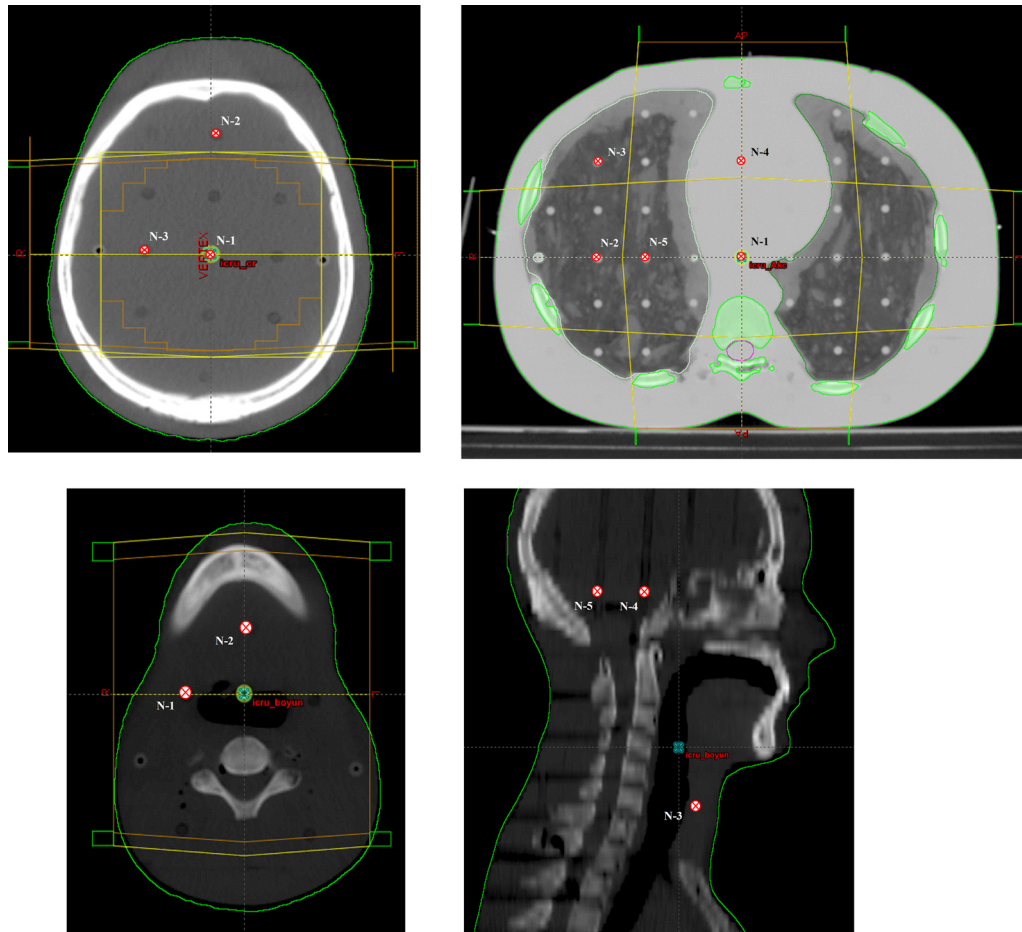 N-2
N-3
N-1
VERTEX
icru_cr
R
L
AP
N-3
N-4
N-2
N-5
N-1
icru_Akc
R
L
PA
N-2
N-1
R
L
icru_boyun
N-5
N-4
icru_boyun
N-3